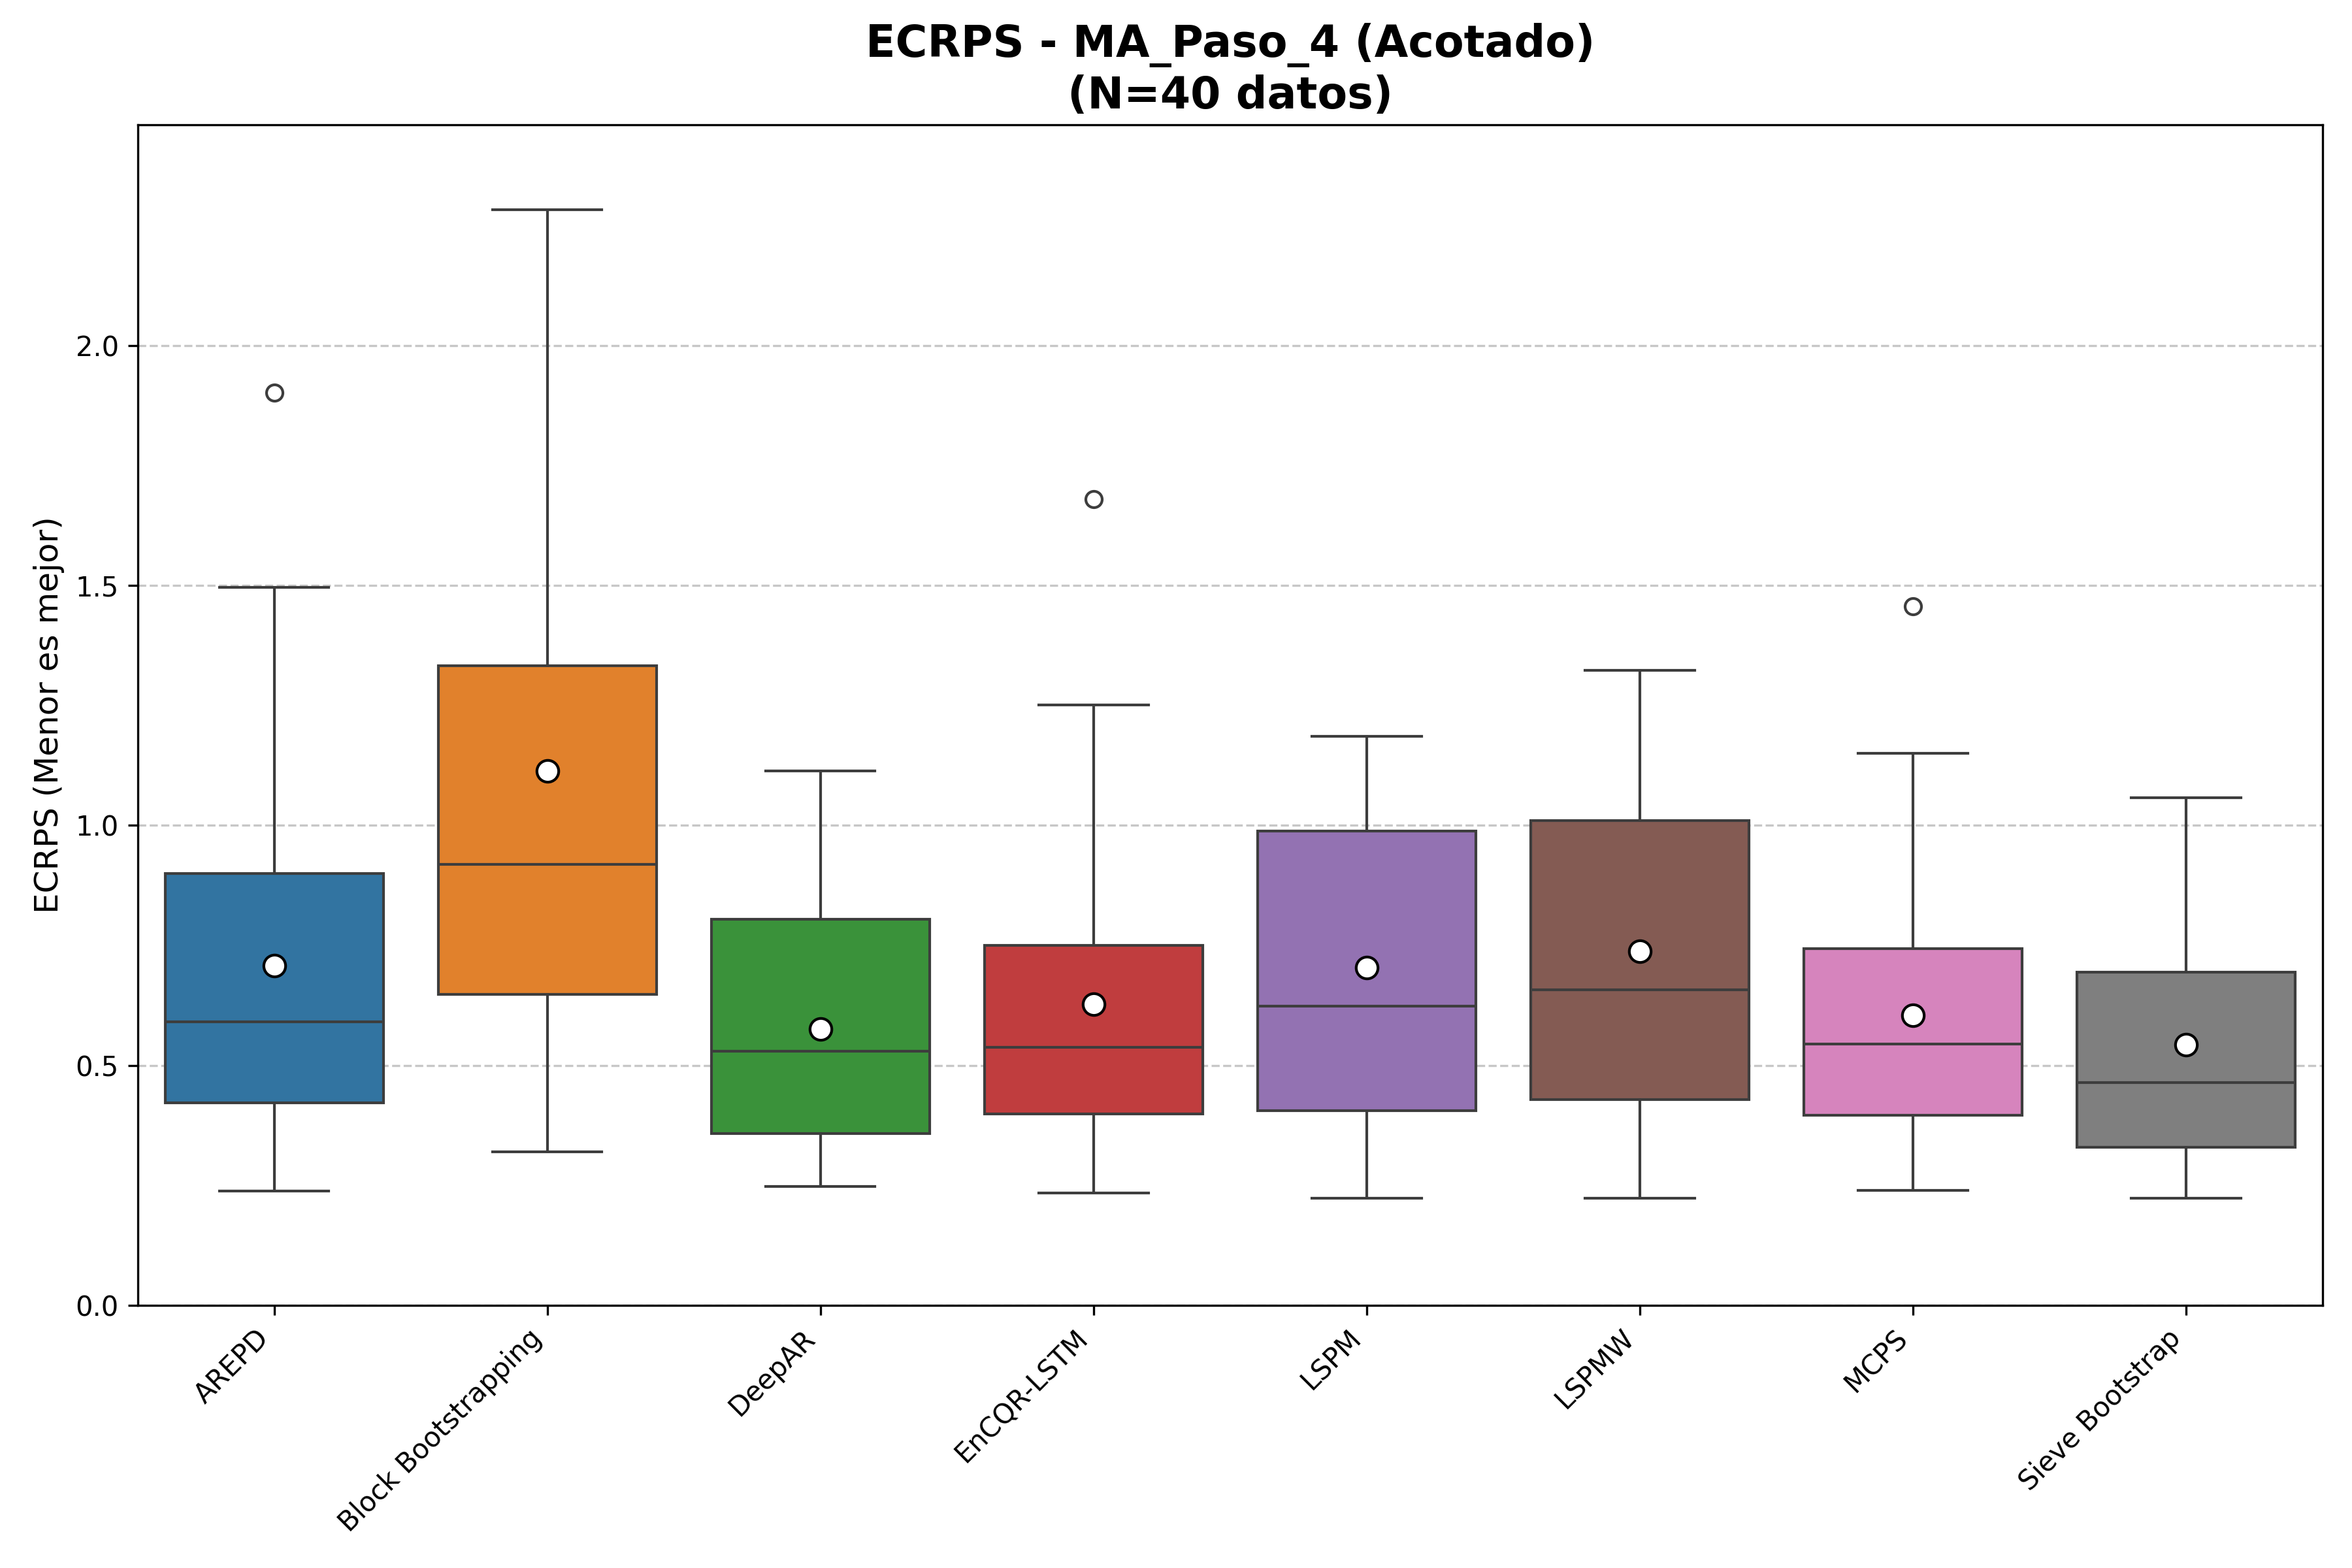 ECRPS - MA_Paso_4 (Acotado)
(N=40 datos)
ECRPS (Menor es mejor)
2.0
1.5
1.0
0.5
0.0
AREPD
Block Bootstrapping
DeepAR
EnCQR-LSTM
LSPM
LSPMW
MCPS
Sieve Bootstrap